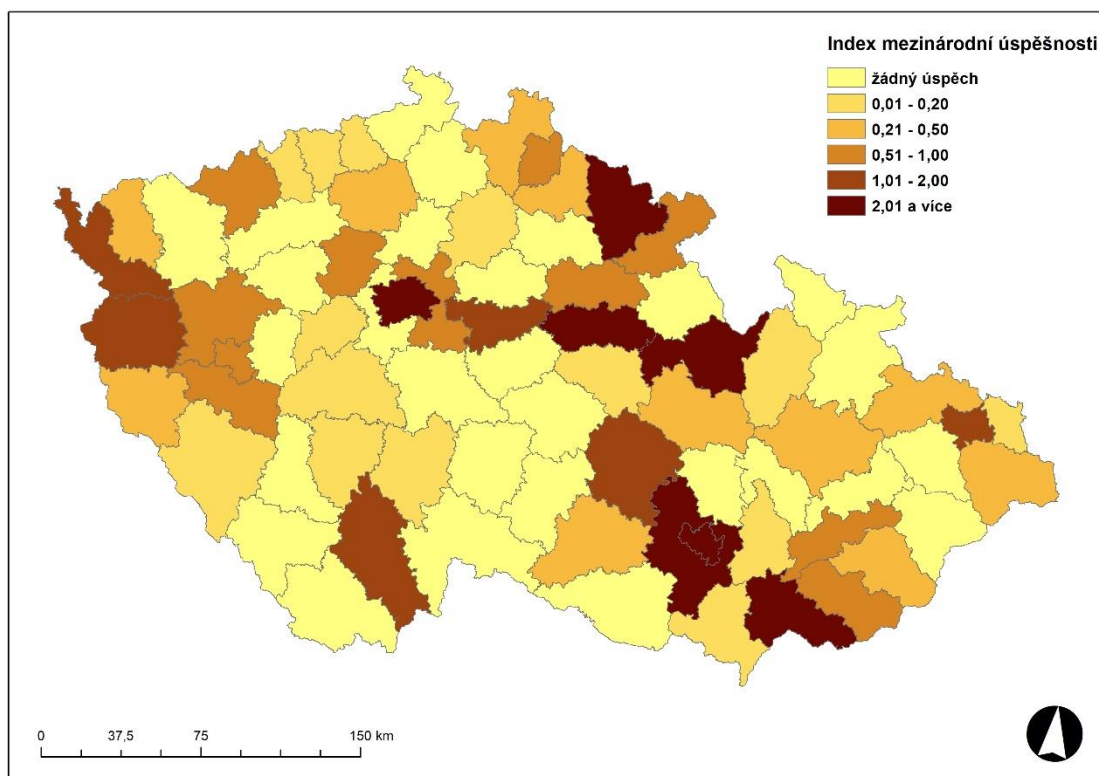 Index mezinárodní úspěšnosti
žádný úspěch
0,01 - 0,20
0,21 - 0,50
0,51 - 1,00
1,01 - 2,00
2,01 a více
0 37,5 75 150 km